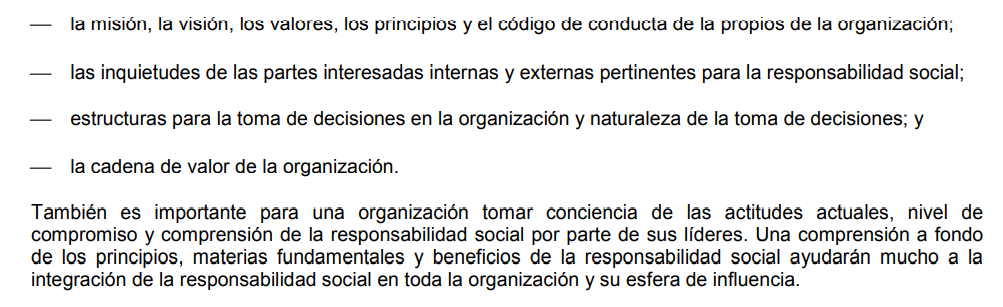 — la misión, la visión, los valores, los principios y el código de conducta de la propios de la organización;
— las inquietudes de las partes interesadas internas y externas pertinentes para la responsabilidad social;
— estructuras para la toma de decisiones en la organización y naturaleza de la toma de decisiones; y
— la cadena de valor de la organización.
También es importante para una organización tomar conciencia de las actitudes actuales, nivel de
compromiso y comprensión de la responsabilidad social por parte de sus líderes. Una comprensión a fondo
de los principios, materias fundamentales y beneficios de la responsabilidad social ayudarán mucho a la
integración de la responsabilidad social en toda la organización y su esfera de influencia.